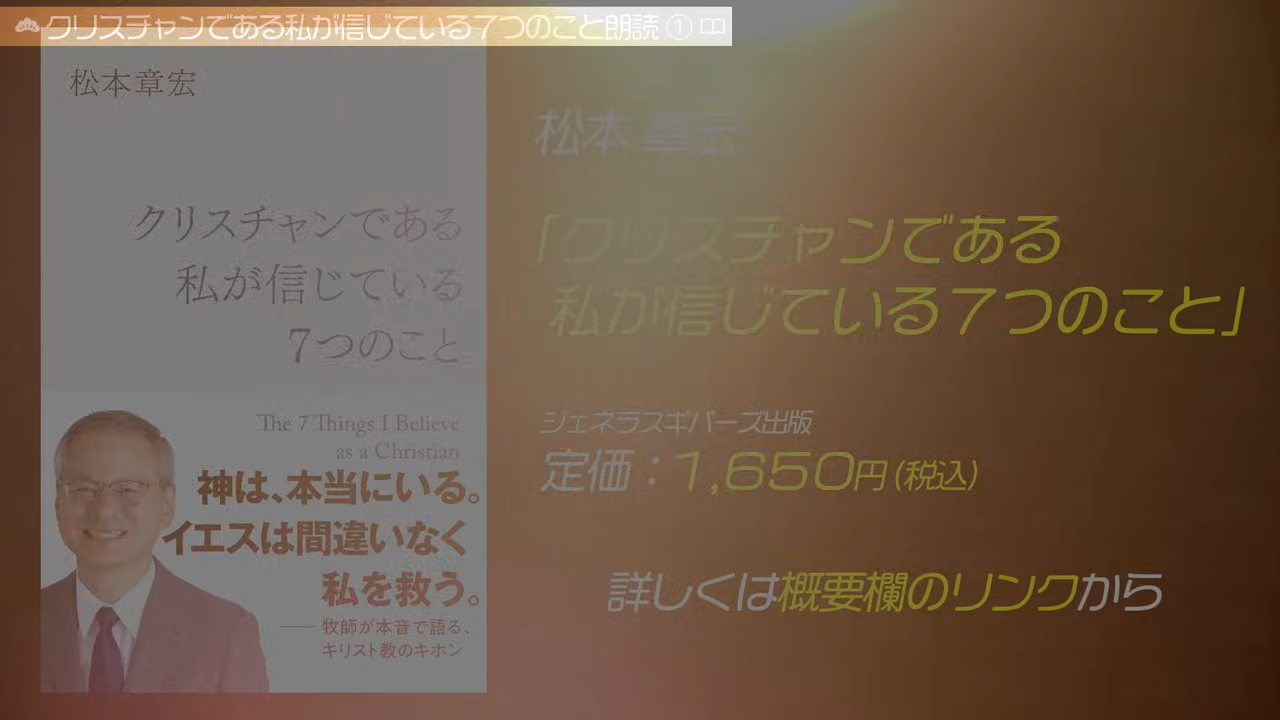 クリスチャンである私が信じている７つのこと朗読 ①
松本章宏
クリスチャンである
私が信じている
7つのこと
The 7 Things I Believe
as a Christian
神は、本当にいる。
イエスは間違いなく
私を救う。
── 牧師が本音で語る、
キリスト教のキホン
松本 章宏
「クリスチャンである
私が信じている７つのこと」
ジェネラスギバーズ出版
定価：1,650円（税込）
詳しくは概要欄のリンクから